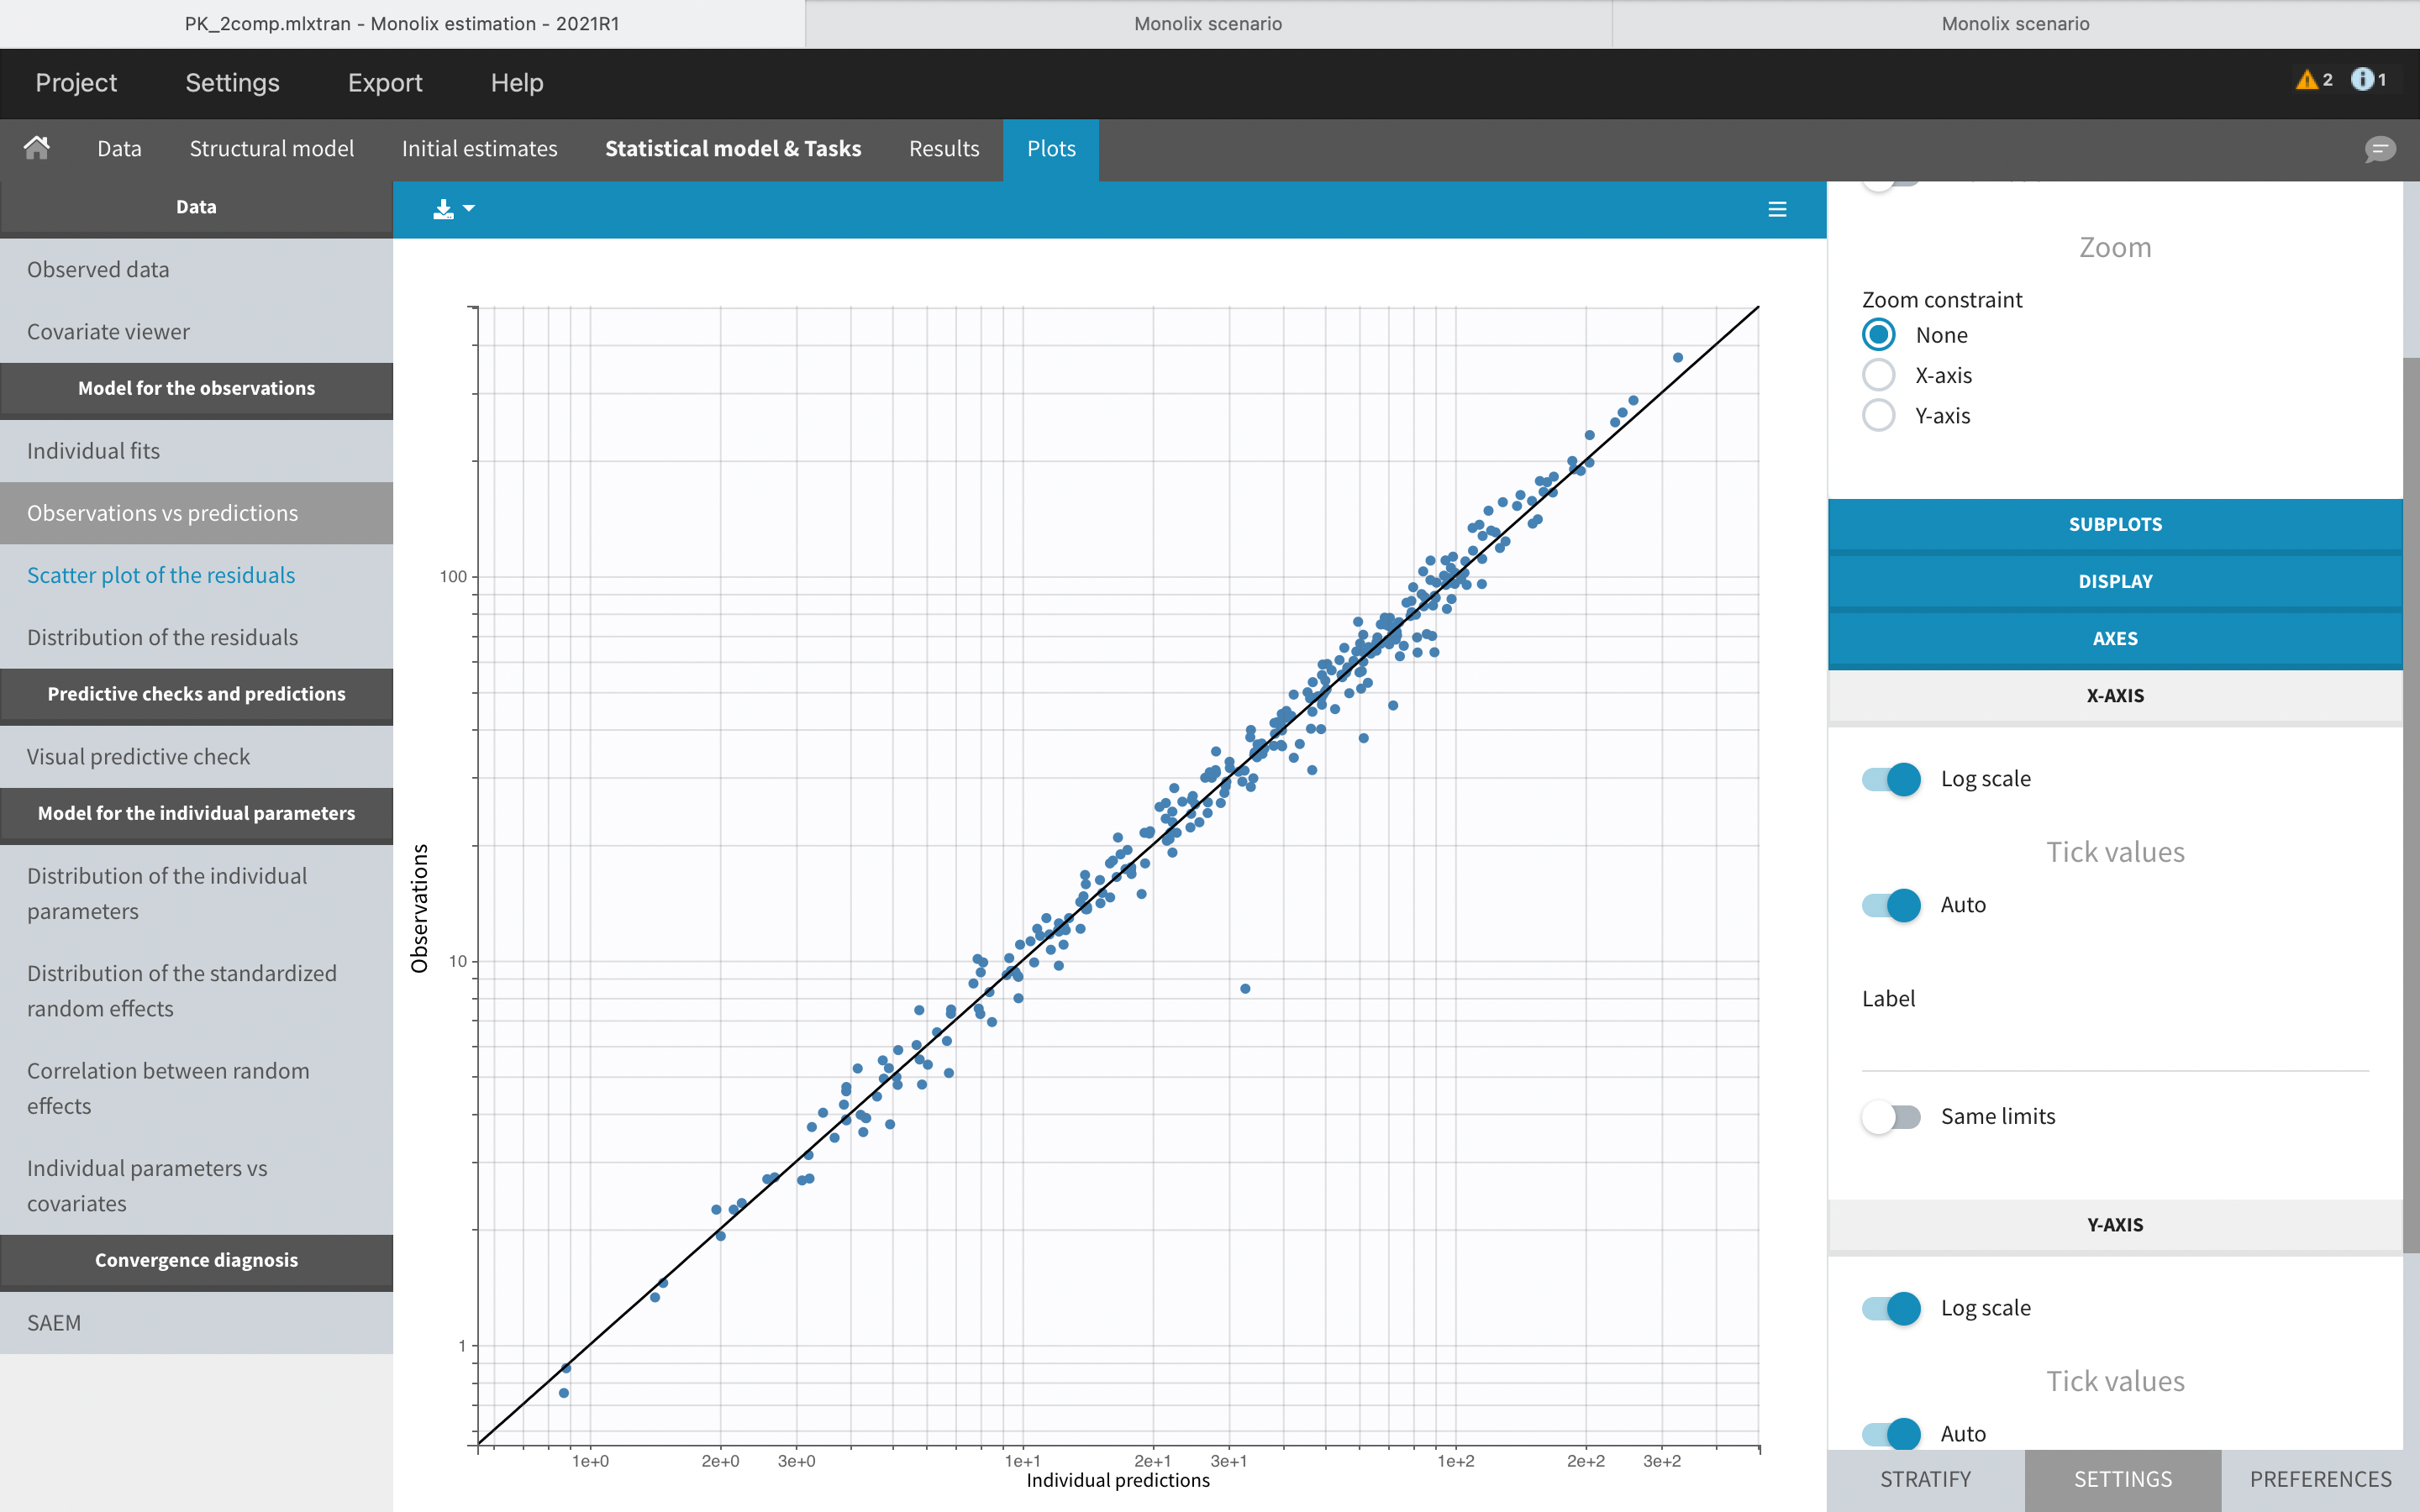 PK_2comp.mlxtran - Monolix estimation - 2021R1
Monolix scenario
Monolix scenario
Project
Settings
Export
Help
2
1
Data
Structural model
Initial estimates
Statistical model & Tasks
Results
Plots
Data
Observed data
Covariate viewer
Model for the observations
Individual fits
Observations vs predictions
Scatter plot of the residuals
Distribution of the residuals
Predictive checks and predictions
Visual predictive check
Model for the individual parameters
Distribution of the individual
parameters
Distribution of the standardized
random effects
Correlation between random
effects
Individual parameters vs
covariates
Convergence diagnosis
SAEM
Observations
100
10
1
1e+0
2e+0
3e+0
1e+1
2e+1
3e+1
1e+2
2e+2
3e+2
Individual predictions
Zoom
Zoom constraint
None
X-axis
Y-axis
SUBPLOTS
DISPLAY
AXES
X-AXIS
Log scale
Tick values
Auto
Label
Same limits
Y-AXIS
Log scale
Tick values
Auto
STRATIFY
SETTINGS
PREFERENCES